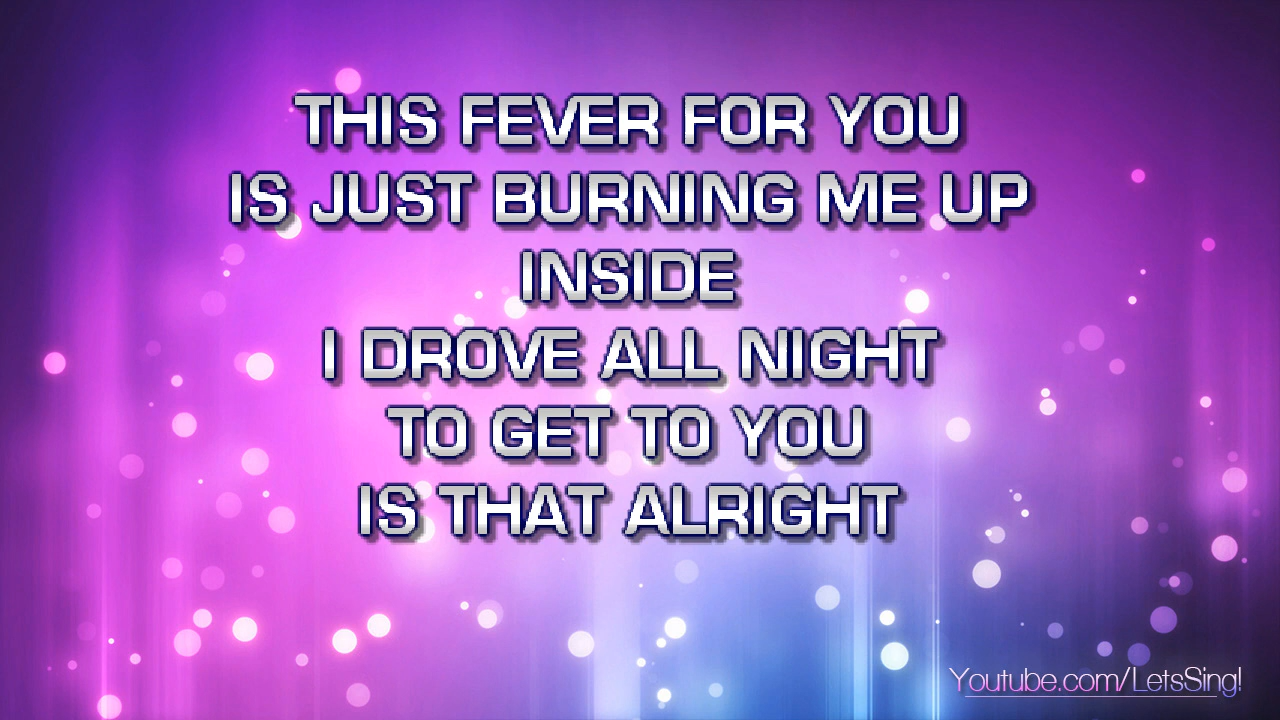 THIS FEVER FOR YOU
IS JUST BURNING ME UP
INSIDE
I DROVE ALL NIGHT
TO GET TO YOU
IS THAT ALRIGHT
Youtube.com/LetsSing!